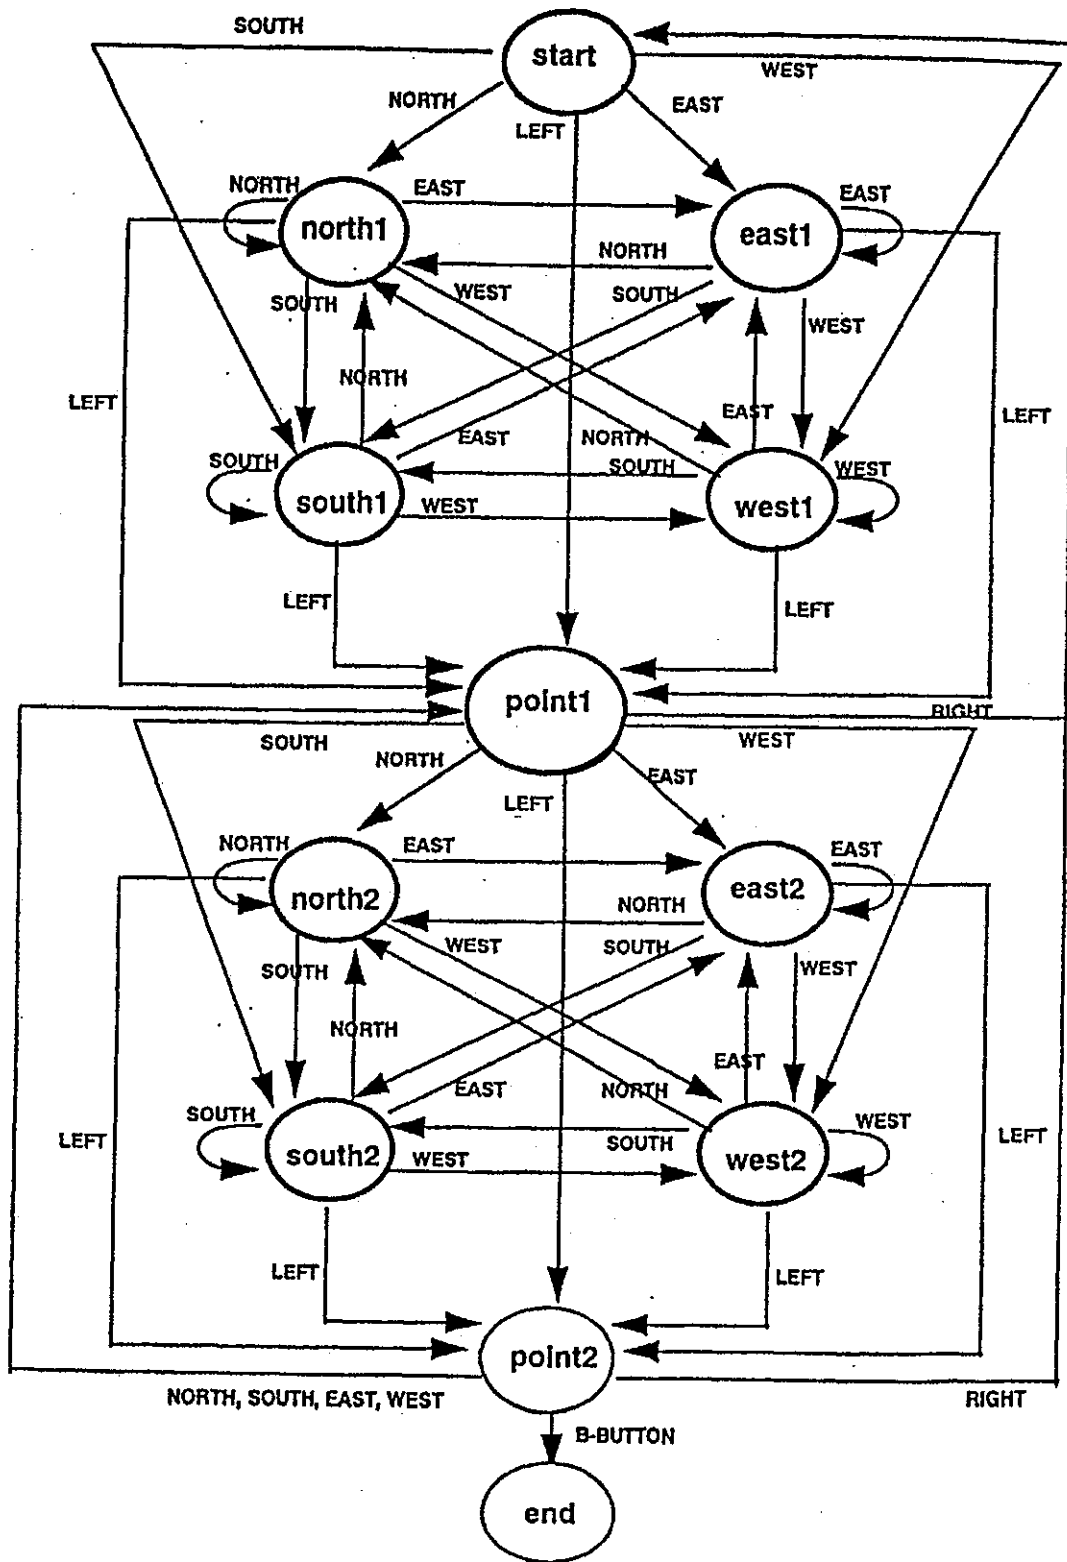 SOUTH
start
WEST
NORTH
EAST
LEFT
NORTH
EAST
EAST
north1
east1
NORTH
SOUTH
WEST
SOUTH
WEST
NORTH
LEFT
EAST
LEFT
EAST
NORTH
SOUTH
SOUTH
WEST
south1
WEST
west1
LEFT
LEFT
point1
RIGHT
SOUTH
WEST
NORTH
EAST
LEFT
NORTH
EAST
EAST
north2
east2
NORTH
WEST
SOUTH
SOUTH
WEST
NORTH
EAST
EAST
NORTH
SOUTH
WEST
LEFT
SOUTH
LEFT
south2
WEST
west2
LEFT
LEFT
point2
NORTH, SOUTH, EAST, WEST
RIGHT
B-BUTTON
end